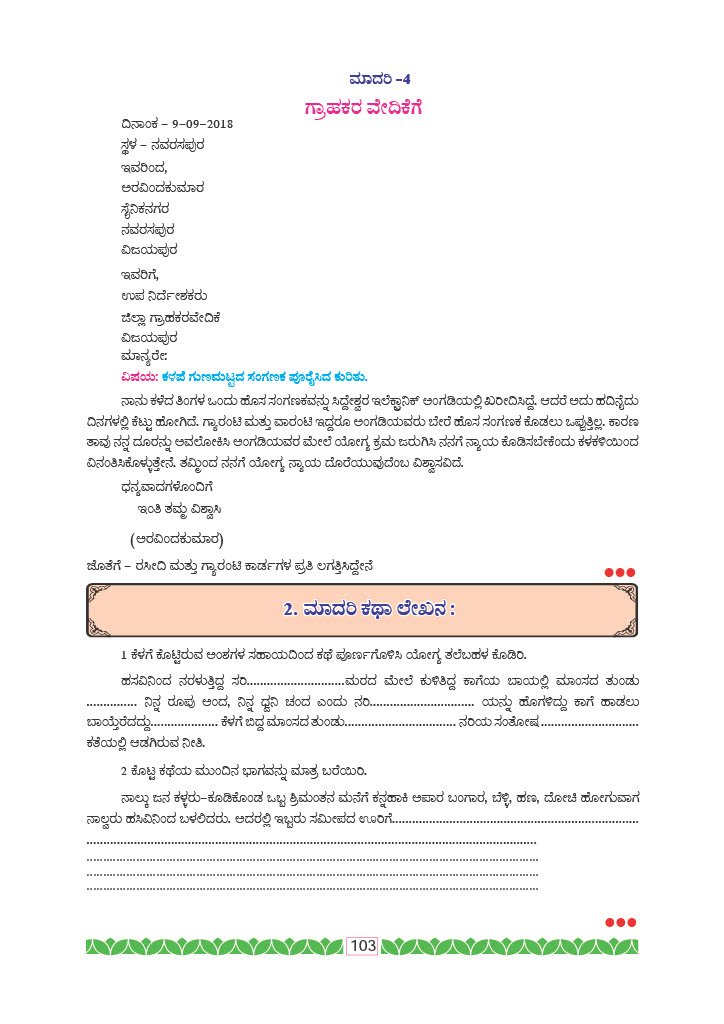 ಮಾದರಿ –4
ಗ್ರಾಹಕರ ವೇದಿಕೆಗೆ
ದಿನಾಂಕ – 9–09–2018
ಸ್ಥಳ – ನವರಸಪುರ
ಇವರಿಂದ,
ಅರವಿಂದಕುಮಾರ
ಸೈನಿಕನಗರ
ನವರಸಪುರ
ವಿಜಯಪುರ
ಇವರಿಗೆ,
ಉಪ ನಿರ್ದೇಶಕರು
ಜಿಲ್ಲಾ ಗ್ರಾಹಕರವೇದಿಕೆ
ವಿಜಯಪುರ
ಮಾನ್ಯರೇ:
ವಿಷಯ: ಕಳಪೆ ಗುಣಮಟ್ಟದ ಸಂಗಣಕ ಪೂರೈಸಿದ ಕುರಿತು.
ನಾನು ಕಳೆದ ತಿಂಗಳ ಒಂದು ಹೊಸ ಸಂಗಣಕವನ್ನು ಸಿದ್ದೇಶ್ವರ ಇಲೆಕ್ಟ್ರಾನಿಕ್ ಅಂಗಡಿಯಲ್ಲಿ ಖರೀದಿಸಿದ್ದೆ. ಆದರೆ ಅದು ಹದಿನೈದು
ದಿನಗಳಲ್ಲಿ ಕೆಟ್ಟು ಹೋಗಿದೆ. ಗ್ಯಾರಂಟಿ ಮತ್ತು ವಾರಂಟಿ ಇದ್ದರೂ ಅಂಗಡಿಯವರು ಬೇರೆ ಹೊಸ ಸಂಗಣಕ ಕೊಡಲು ಒಪ್ಪುತ್ತಿಲ್ಲ. ಕಾರಣ
ತಾವು ನನ್ನ ದೂರನ್ನು ಅವಲೋಕಿಸಿ ಅಂಗಡಿಯವರ ಮೇಲೆ ಯೋಗ್ಯ ಕ್ರಮ ಜರುಗಿಸಿ ನನಗೆ ನ್ಯಾಯ ಕೊಡಿಸಬೇಕೆಂದು ಕಳಕಳಿಯಿಂದ
ವಿನಂತಿಸಿಕೊಳ್ಳುತ್ತೇನೆ. ತಮ್ಮಿಂದ ನನಗೆ ಯೋಗ್ಯ ನ್ಯಾಯ ದೊರೆಯುವುದೆಂಬ ವಿಶ್ವಾಸವಿದೆ.
ಧನ್ಯವಾದಗಳೊಂದಿಗೆ
ಇಂತಿ ತಮ್ಮ ವಿಶ್ವಾಸಿ
(ಅರವಿಂದಕುಮಾರ)
ಜೊತೆಗೆ – ರಸೀದಿ ಮತ್ತು ಗ್ಯಾರಂಟಿ ಕಾರ್ಡಗಳ ಪ್ರತಿ ಲಗತ್ತಿಸಿದ್ದೇನೆ
2. ಮಾದರಿ ಕಥಾ ಲೇಖನ :
1 ಕೆಳಗೆ ಕೊಟ್ಟಿರುವ ಅಂಶಗಳ ಸಹಾಯದಿಂದ ಕಥೆ ಪೂರ್ಣಗೊಳಿಸಿ ಯೋಗ್ಯ ತಲೆಬಹಳ ಕೊಡಿರಿ.
ಹಸವಿನಿಂದ ನರಳುತ್ತಿದ್ದ ಸರಿ.............................ಮರದ ಮೇಲೆ ಕುಳಿತಿದ್ದ ಕಾಗೆಯ ಬಾಯಲ್ಲಿ ಮಾಂಸದ ತುಂಡು
............... ನಿನ್ನ ರೂಪು ಅಂದ, ನಿನ್ನ ಧ್ವನಿ ಚಂದ ಎಂದು ನರಿ............................... ಯನ್ನು ಹೊಗಳಿದ್ದು ಕಾಗೆ ಹಾಡಲು
ಬಾಯ್ತೆರೆದದ್ದು.................... ಕೆಳಗೆ ಬಿದ್ದ ಮಾಂಸದ ತುಂಡು................................. ನರಿಯ ಸಂತೋಷ.............................
ಕತೆಯಲ್ಲಿ ಆಡಗಿರುವ ನೀತಿ.
2 ಕೊಟ್ಟ ಕಥೆಯ ಮುಂದಿನ ಭಾಗವನ್ನು ಮಾತ್ರ ಬರೆಯಿರಿ.
ನಾಲ್ಕು ಜನ ಕಳ್ಳರು–ಕೂಡಿಕೊಂಡ ಒಬ್ಬ ಶ್ರಿಮಂತನ ಮನೆಗೆ ಕನ್ನಹಾಕಿ ಅಪಾರ ಬಂಗಾರ, ಬೆಳ್ಳಿ, ಹಣ, ದೋಚಿ ಹೋಗುವಾಗ
ನಾಲ್ವರು ಹಸಿವಿನಿಂದ ಬಳಲಿದರು. ಆದರಲ್ಲಿ ಇಬ್ಬರು ಸಮೀಪದ ಊರಿಗೆ..........................................................................
.......................................................................................................................................
.......................................................................................................................................
.......................................................................................................................................
.......................................................................................................................................
103